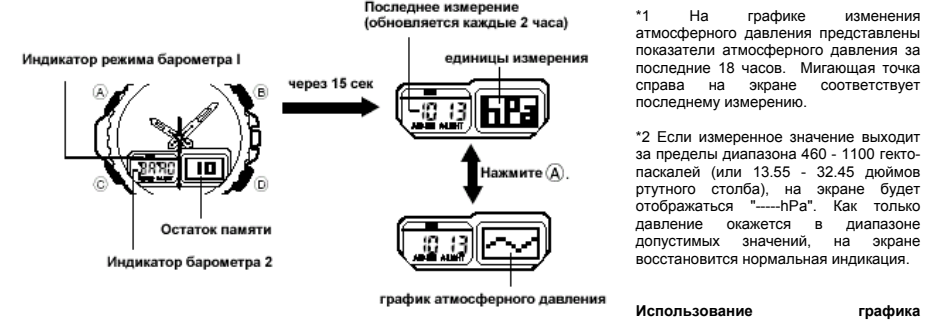 Последнее измерение
(обновляется каждые 2 часа)
Индикатор режима барометра I
единицы измерения
через 15 сек
A
B
C
D
BARO
10
10 13
hPa
Нажмите A.
Остаток памяти
Индикатор барометра 2
10 13
график атмосферного давления
*1 На графике изменения
атмосферного давления представлены
показатели атмосферного давления за
последние 18 часов. Мигающая точка
справа на экране соответствует
последнему измерению.
*2 Если измеренное значение выходит
за пределы диапазона 460 - 1100 гекто-
паскалей (или 13.55 - 32.45 дюймов
ртутного столба), на экране будет
отображаться "-----hPa". Как только
давление окажется в диапазоне
допустимых значений, на экране
восстановится нормальная индикация.
Использование графика